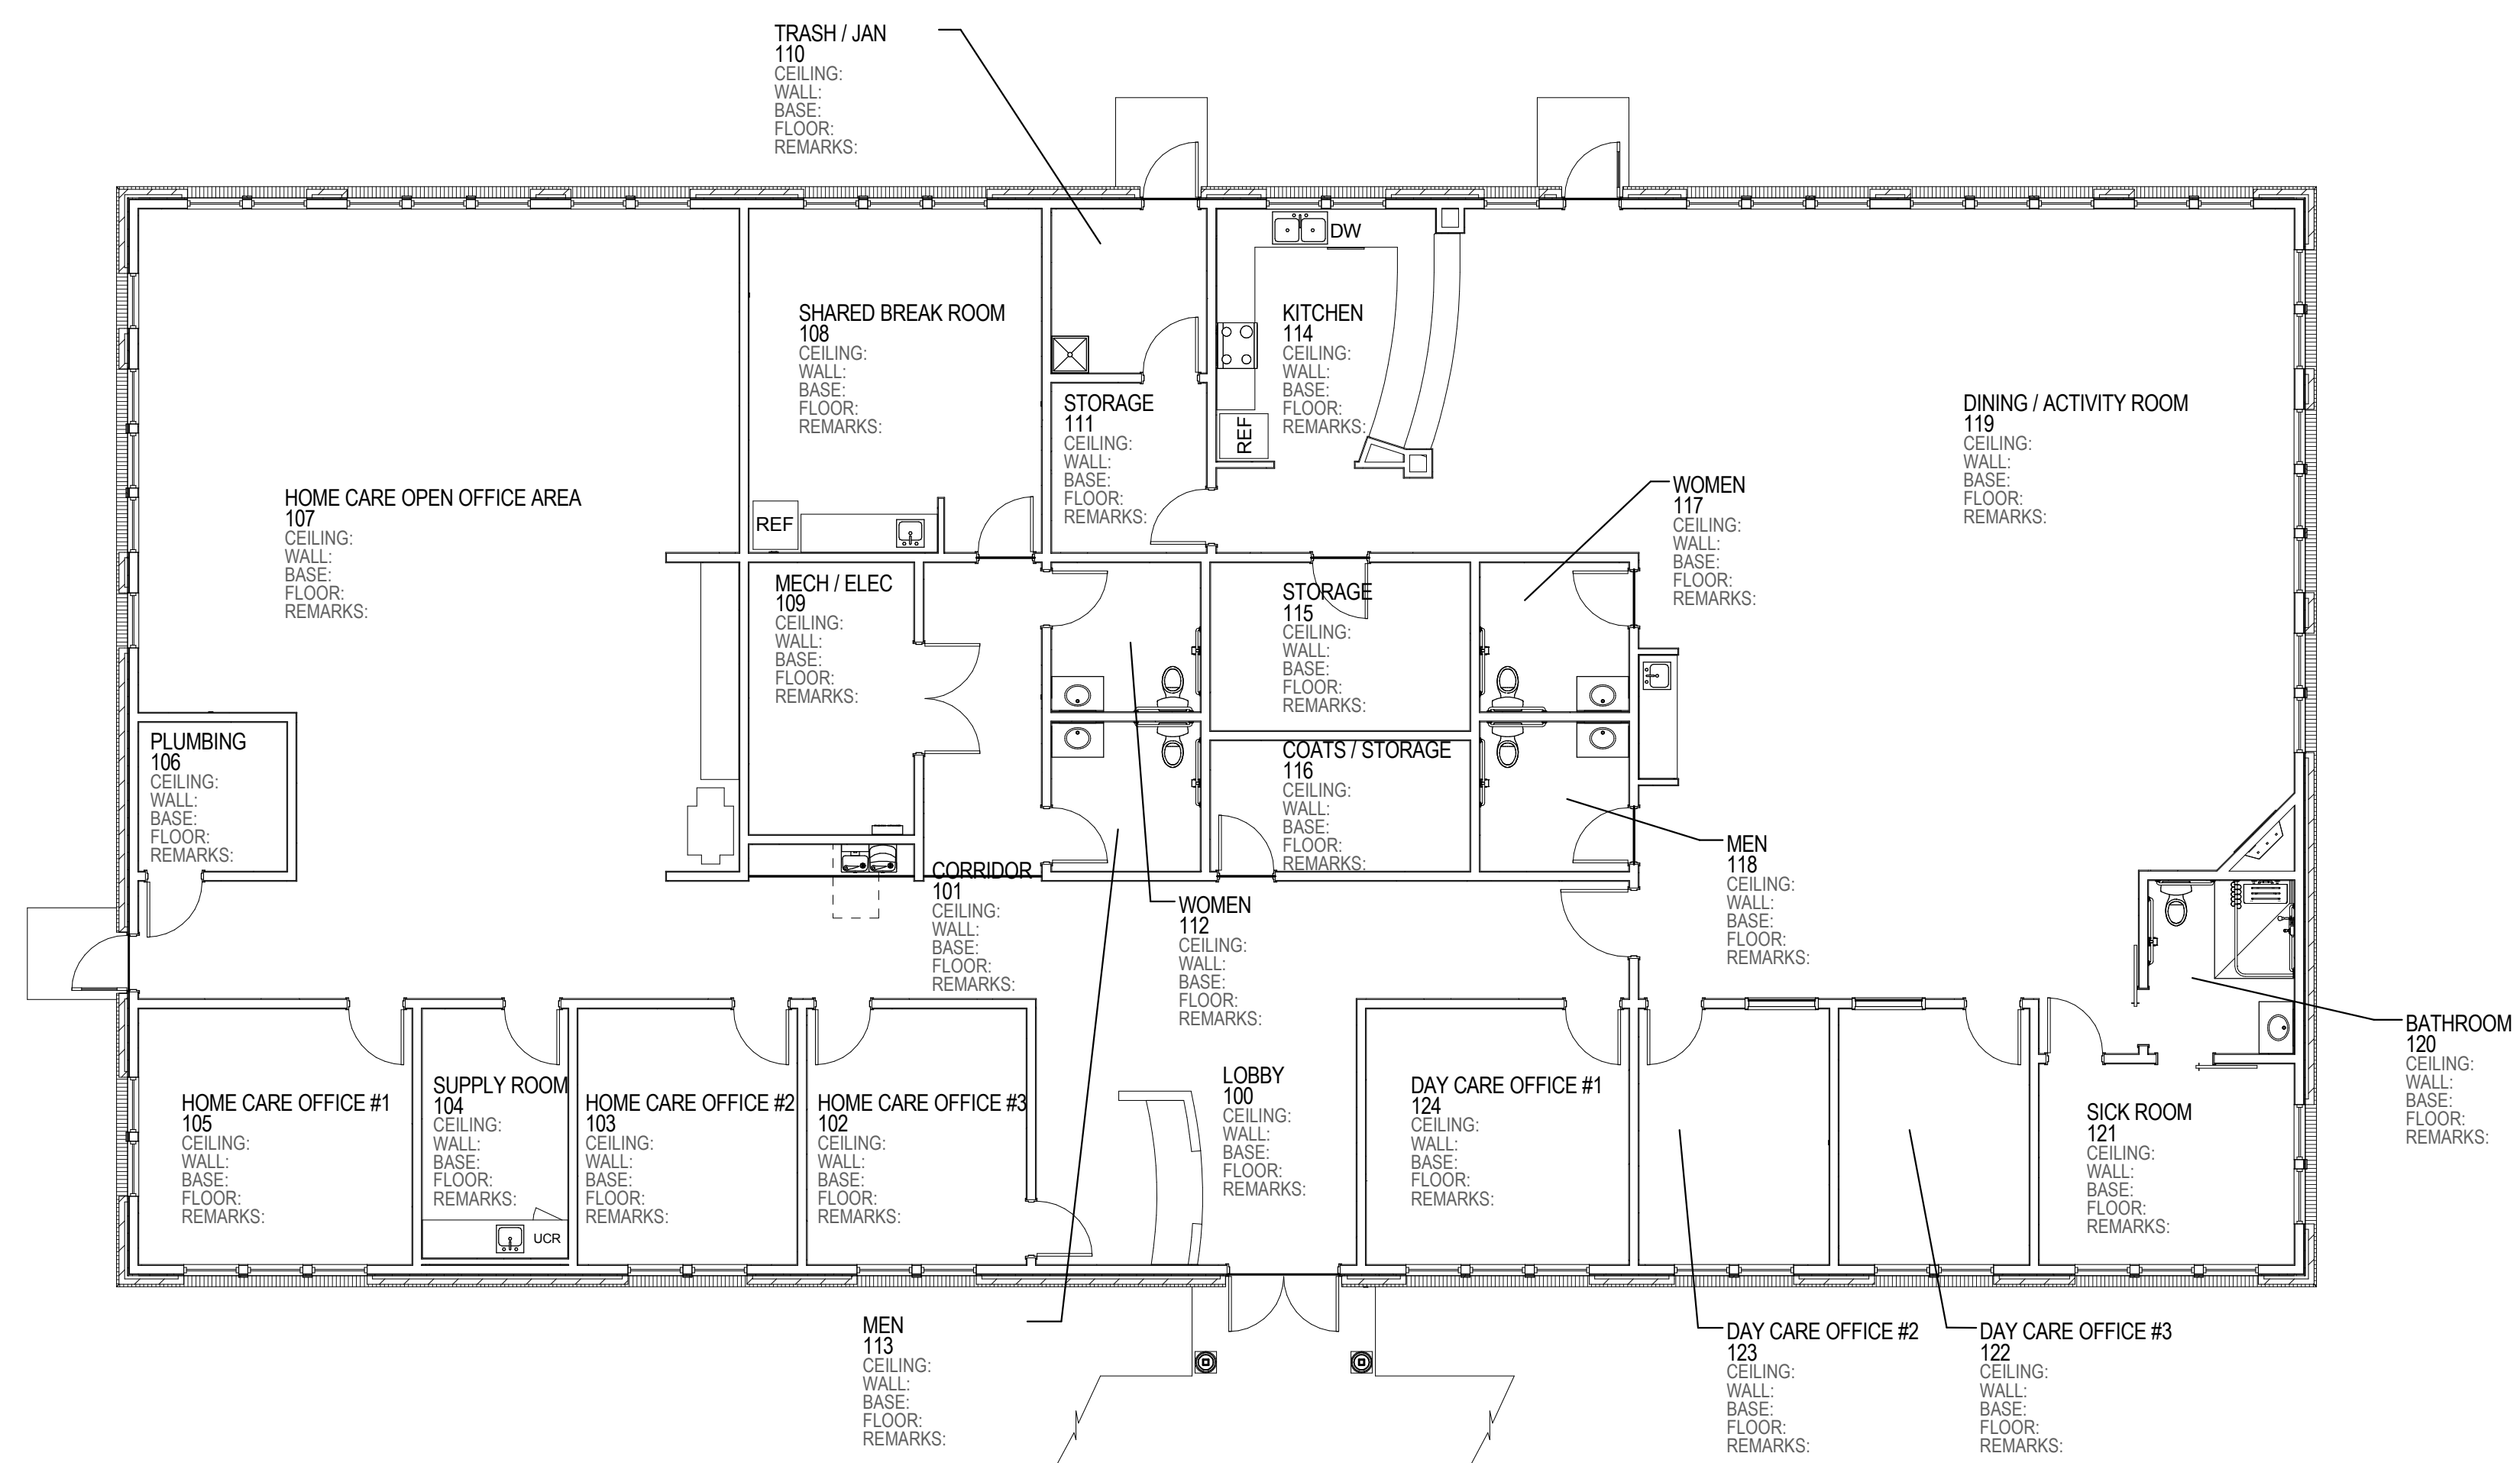 TRASH / JAN
110
CEILING:
WALL:
BASE:
FLOOR:
REMARKS:
DW
SHARED BREAK ROOM
108
CEILING:
WALL:
BASE:
FLOOR:
REMARKS:
KITCHEN
114
CEILING:
WALL:
BASE:
FLOOR:
REMARKS:
REF
STORAGE
111
CEILING:
WALL:
BASE:
FLOOR:
REMARKS:
DINING / ACTIVITY ROOM
119
CEILING:
WALL:
BASE:
FLOOR:
REMARKS:
HOME CARE OPEN OFFICE AREA
107
CEILING:
WALL:
BASE:
FLOOR:
REMARKS:
REF
WOMEN
117
CEILING:
WALL:
BASE:
FLOOR:
REMARKS:
MECH / ELEC
109
CEILING:
WALL:
BASE:
FLOOR:
REMARKS:
STORAGE
115
CEILING:
WALL:
BASE:
FLOOR:
REMARKS:
PLUMBING
106
CEILING:
WALL:
BASE:
FLOOR:
REMARKS:
COATS / STORAGE
116
CEILING:
WALL:
BASE:
FLOOR:
REMARKS:
MEN
118
CEILING:
WALL:
BASE:
FLOOR:
REMARKS:
CORRIDOR
101
CEILING:
WALL:
BASE:
FLOOR:
REMARKS:
WOMEN
112
CEILING:
WALL:
BASE:
FLOOR:
REMARKS:
BATHROOM
120
CEILING:
WALL:
BASE:
FLOOR:
REMARKS:
HOME CARE OFFICE #1
105
CEILING:
WALL:
BASE:
FLOOR:
REMARKS:
SUPPLY ROOM
104
CEILING:
WALL:
BASE:
FLOOR:
REMARKS:
UCR
HOME CARE OFFICE #2
103
CEILING:
WALL:
BASE:
FLOOR:
REMARKS:
HOME CARE OFFICE #3
102
CEILING:
WALL:
BASE:
FLOOR:
REMARKS:
LOBBY
100
CEILING:
WALL:
BASE:
FLOOR:
REMARKS:
DAY CARE OFFICE #1
124
CEILING:
WALL:
BASE:
FLOOR:
REMARKS:
SICK ROOM
121
CEILING:
WALL:
BASE:
FLOOR:
REMARKS:
MEN
113
CEILING:
WALL:
BASE:
FLOOR:
REMARKS:
DAY CARE OFFICE #2
123
CEILING:
WALL:
BASE:
FLOOR:
REMARKS:
DAY CARE OFFICE #3
122
CEILING:
WALL:
BASE:
FLOOR:
REMARKS: